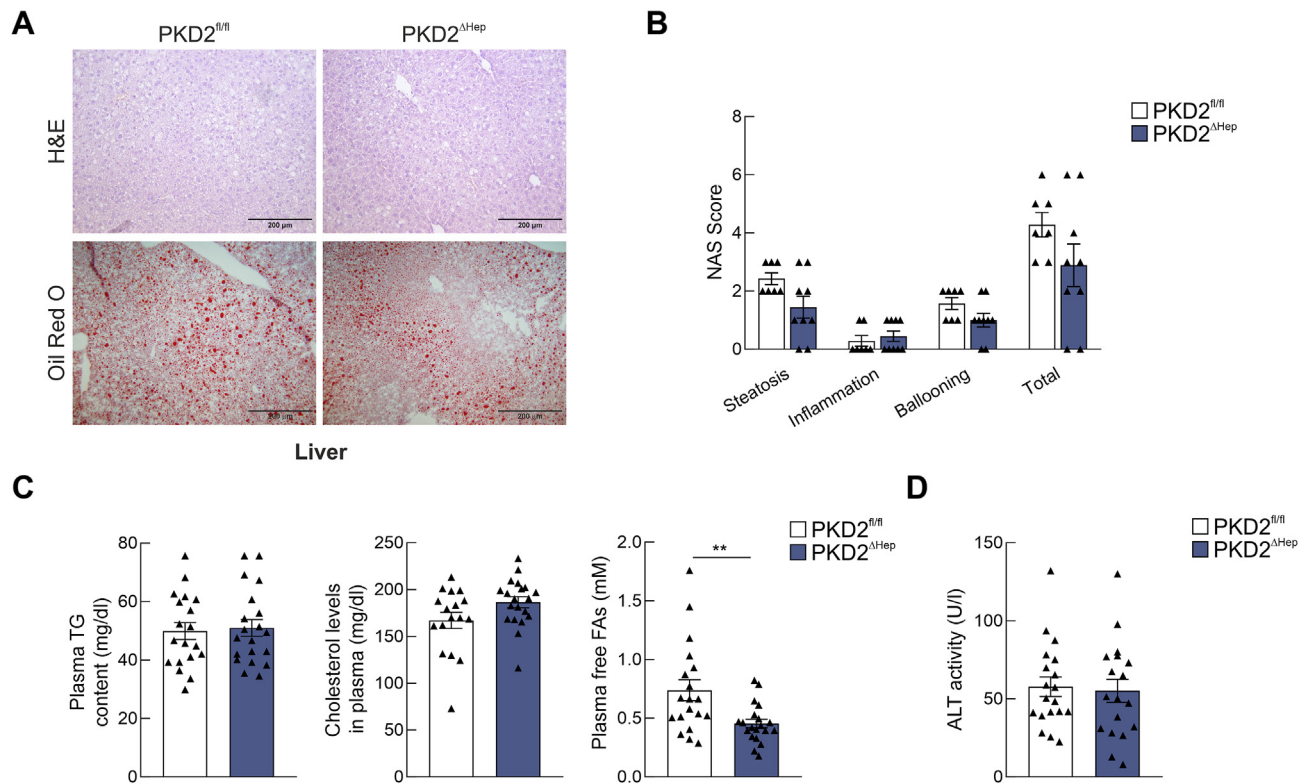 A
PKD2fl/fl
PKD2ΔHep
H&E
200 µm
200 µm
Oil Red O
200 µm
200 µm
Liver
B
PKD2fl/fl
PKD2ΔHep
NAS Score
8
6
4
2
0
Steatosis
Inflammation
Ballooning
Total
C
Plasma TG
content (mg/dl)
80
60
40
20
0
Cholesterol levels
in plasma (mg/dl)
250
200
150
100
50
0
PKD2fl/fl
PKD2ΔHep
Plasma free FAs (mM)
2.0
1.5
1.0
0.5
0.0
**
D
PKD2fl/fl
PKD2ΔHep
ALT activity (U/l)
150
100
50
0